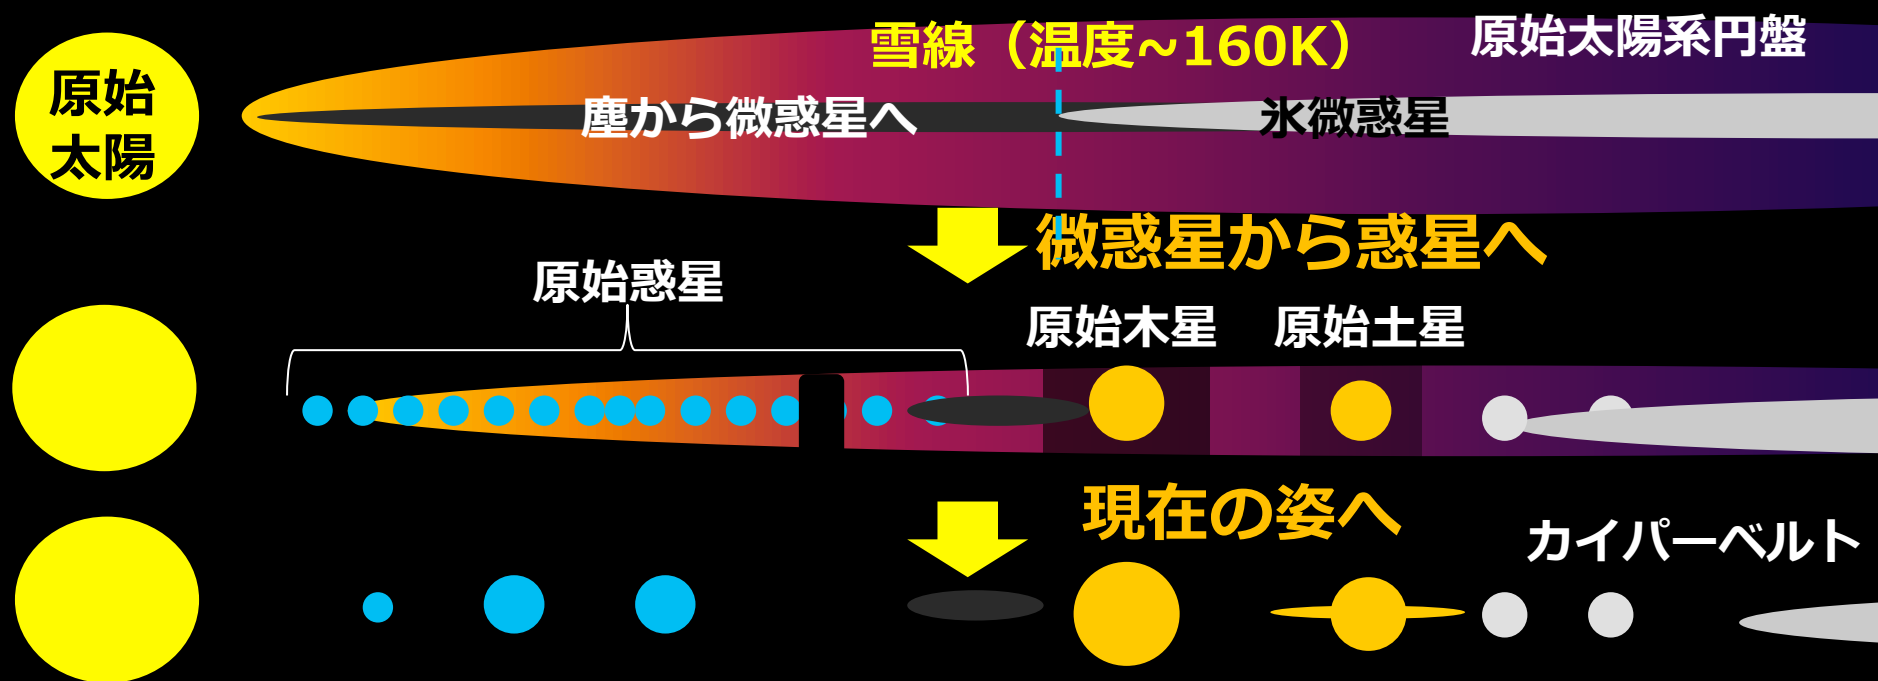 雪線（温度~160K）
原始太陽系円盤
原始
太陽
塵から微惑星へ
氷微惑星
微惑星から惑星へ
原始惑星
原始木星
原始土星
現在の姿へ
カイパーベルト